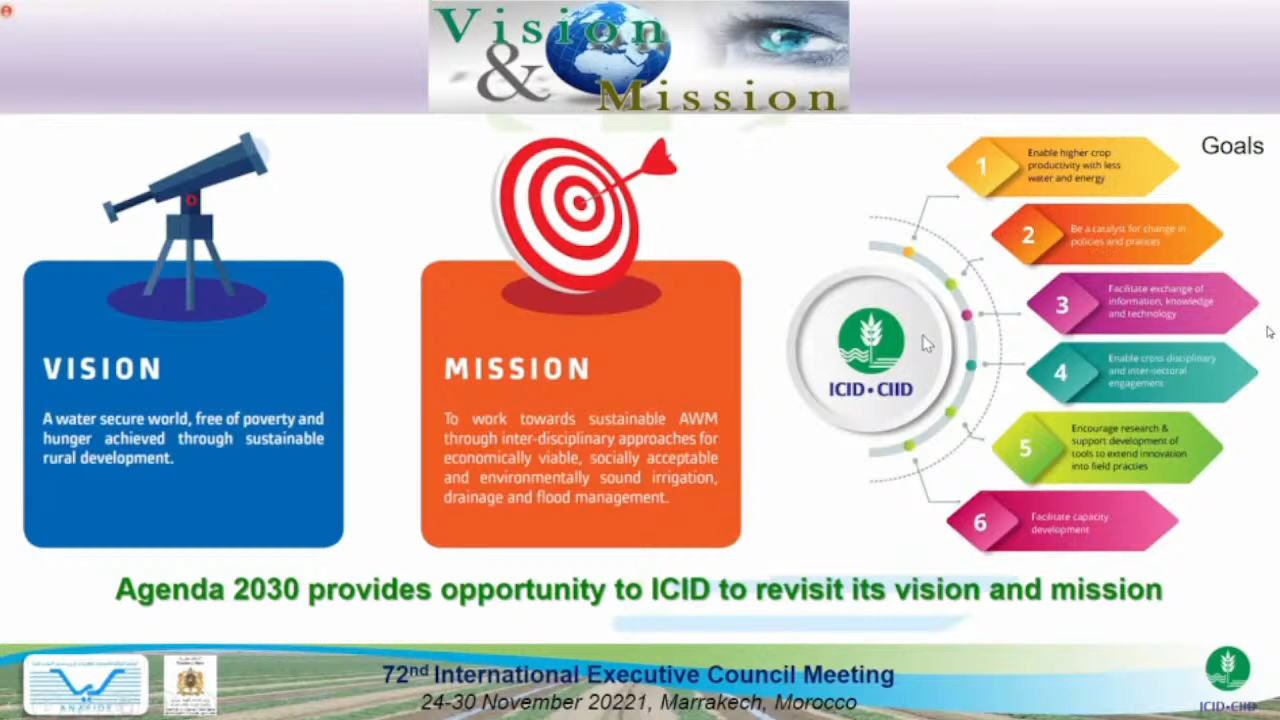 Vision
&
Mission
Goals
VISION
A water secure world, free of poverty and
hunger achieved through sustainable
rural development.
MISSION
To work towards sustainable AWM
through inter-disciplinary approaches for
economically viable, socially acceptable
and environmentally sound irrigation,
drainage and flood management.
ICID•CIID
1
Enable higher crop
productivity with less
water and energy
2
Be a catalyst for change in
policies and pratices
3
Facilitate exchange of
information, knowledge
and technology
4
Enable cross disciplinary
and inter-sectoral
engagement
5
Encourage research &
support development of
tools to extend innovation
into field practies
6
Facilitate capacity
development
Agenda 2030 provides opportunity to ICID to revisit its vision and mission
72nd International Executive Council Meeting
24-30 November 20221, Marrakech, Morocco
ANAFIDE
ICID•CIID